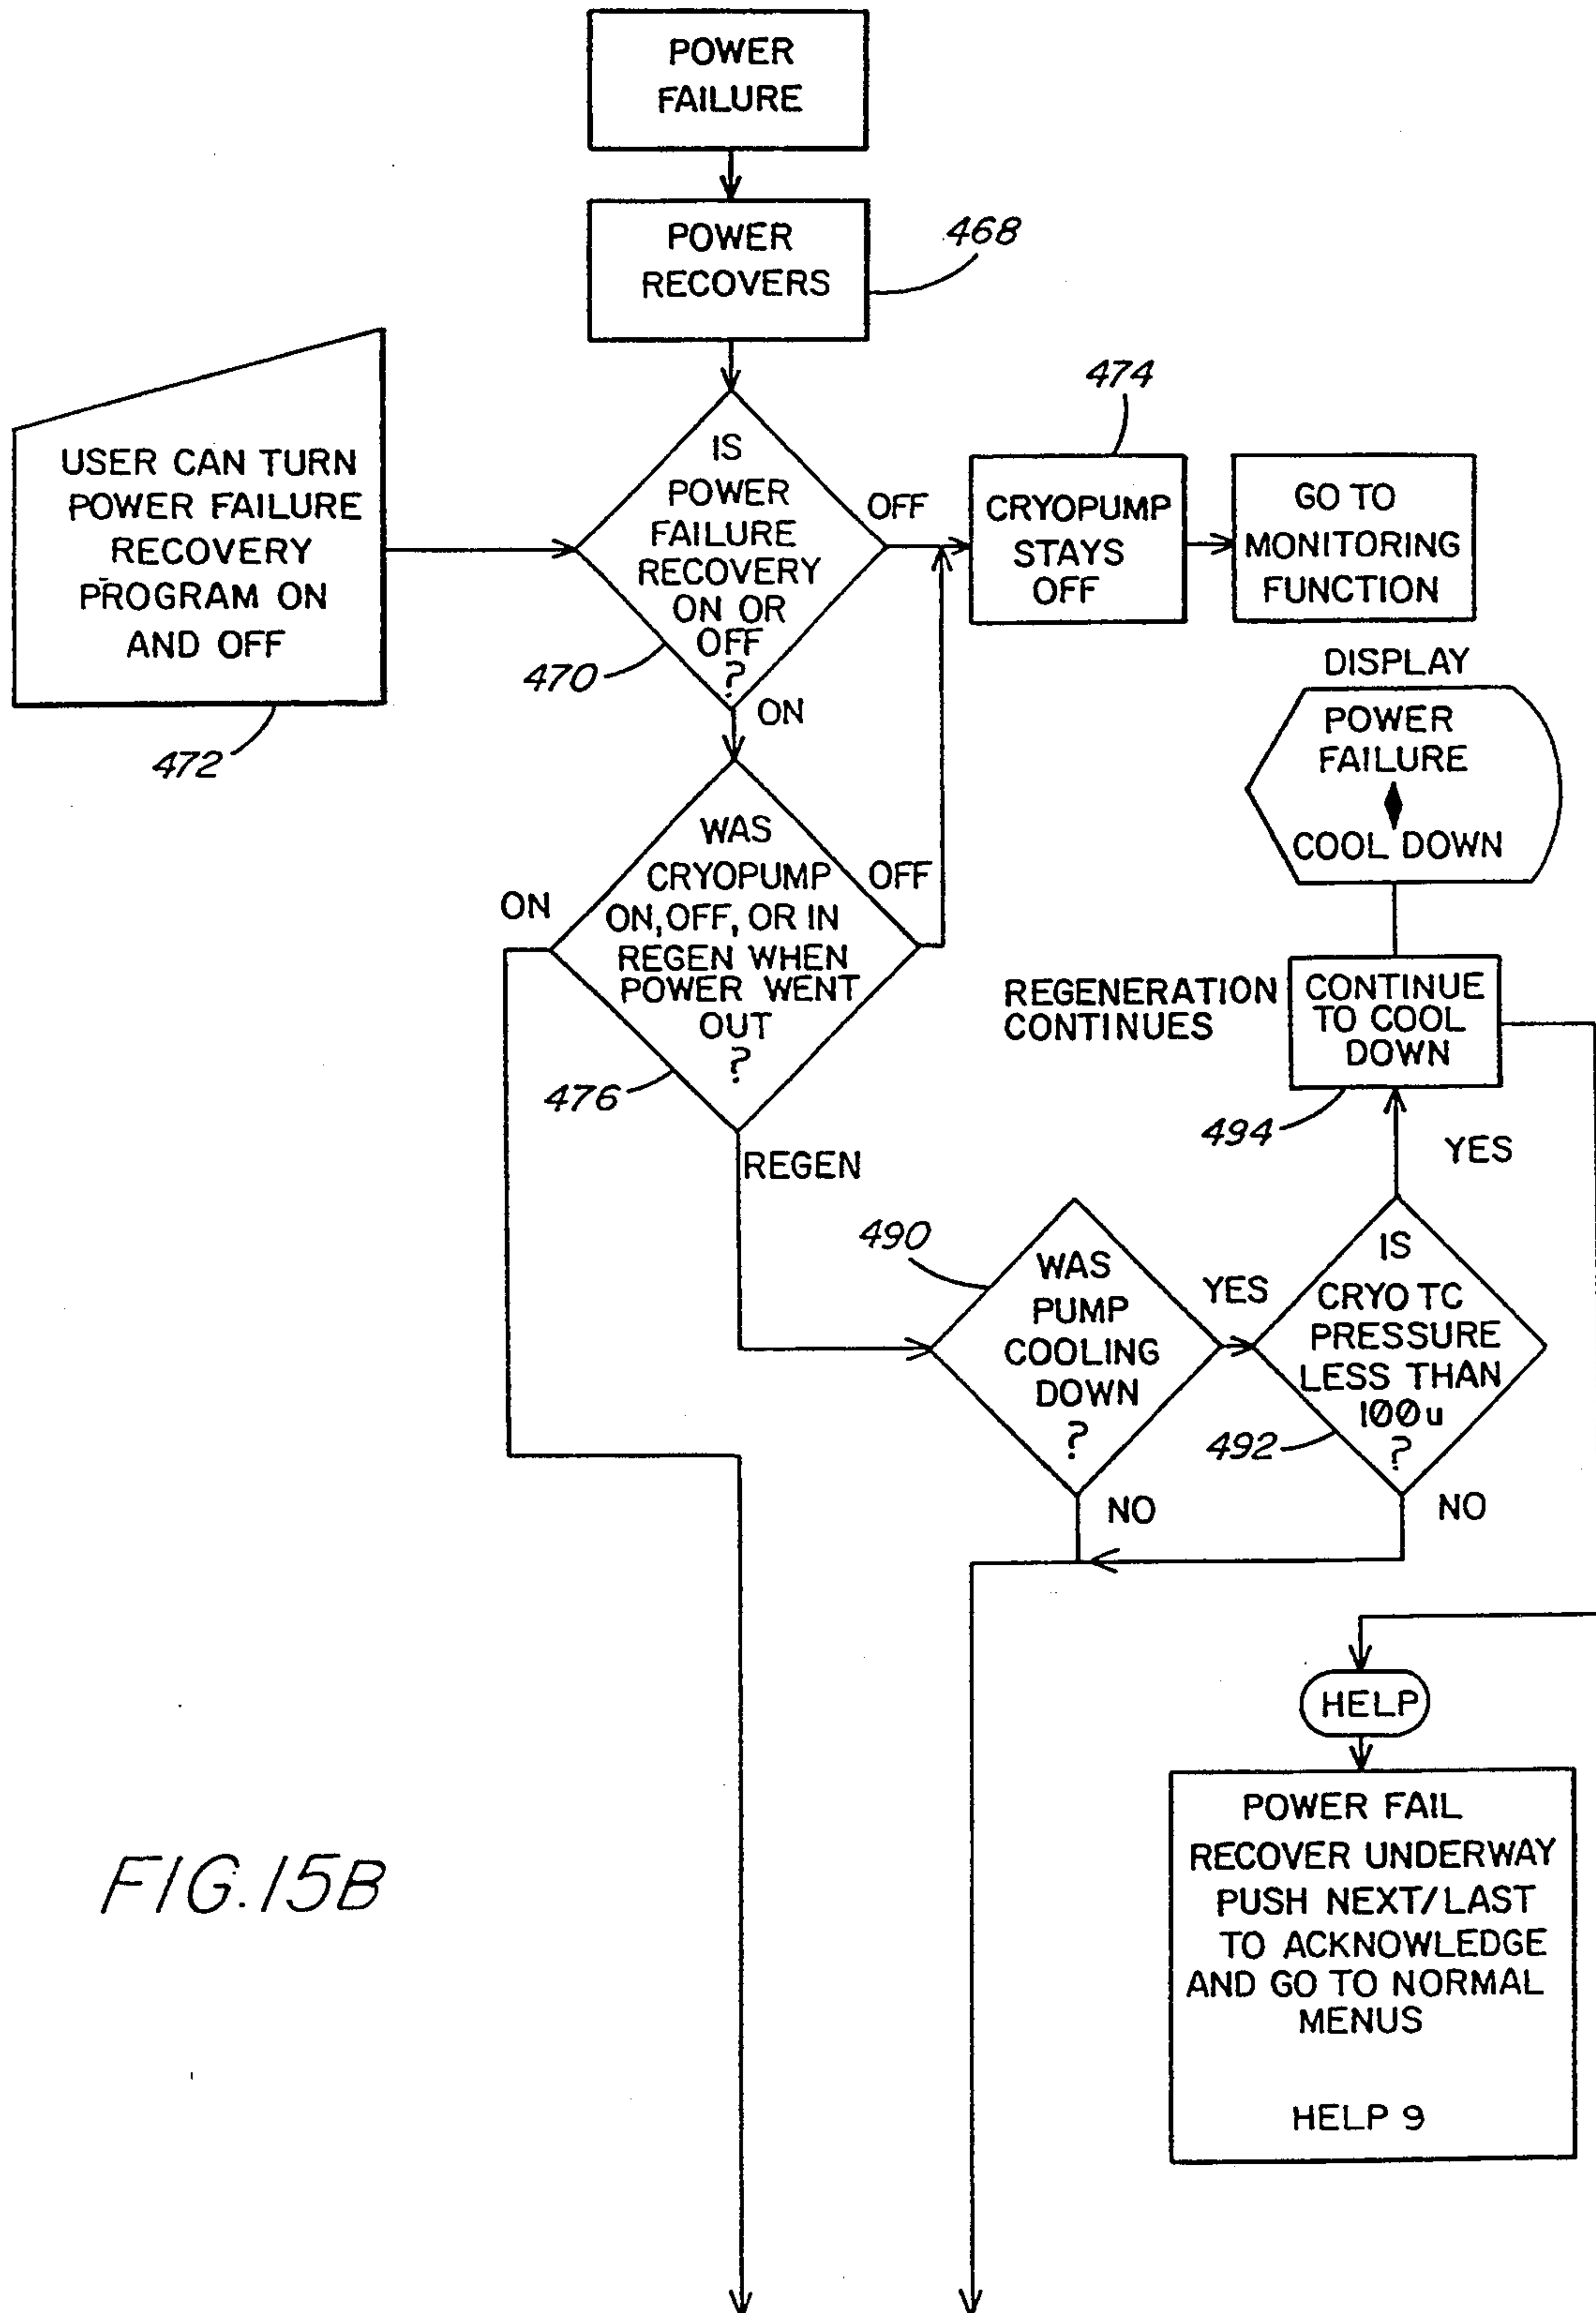 POWER
FAILURE
POWER
RECOVERS
468
USER CAN TURN
POWER FAILURE
RECOVERY
PROGRAM ON
AND OFF
472
IS
POWER
FAILURE
RECOVERY
ON OR
OFF
?
470
OFF
ON
474
CRYOPUMP
STAYS
OFF
GO TO
MONITORING
FUNCTION
DISPLAY
POWER
FAILURE
COOL DOWN
WAS
CRYOPUMP
ON, OFF, OR IN
REGEN WHEN
POWER WENT
OUT
?
476
ON
OFF
REGEN
REGENERATION
CONTINUES
CONTINUE
TO COOL
DOWN
494
YES
490
WAS
PUMP
COOLING
DOWN
?
YES
NO
IS
CRYO TC
PRESSURE
LESS THAN
100u
?
492
NO
HELP
POWER FAIL
RECOVER UNDERWAY
PUSH NEXT/LAST
TO ACKNOWLEDGE
AND GO TO NORMAL
MENUS
HELP 9
FIG. 15B